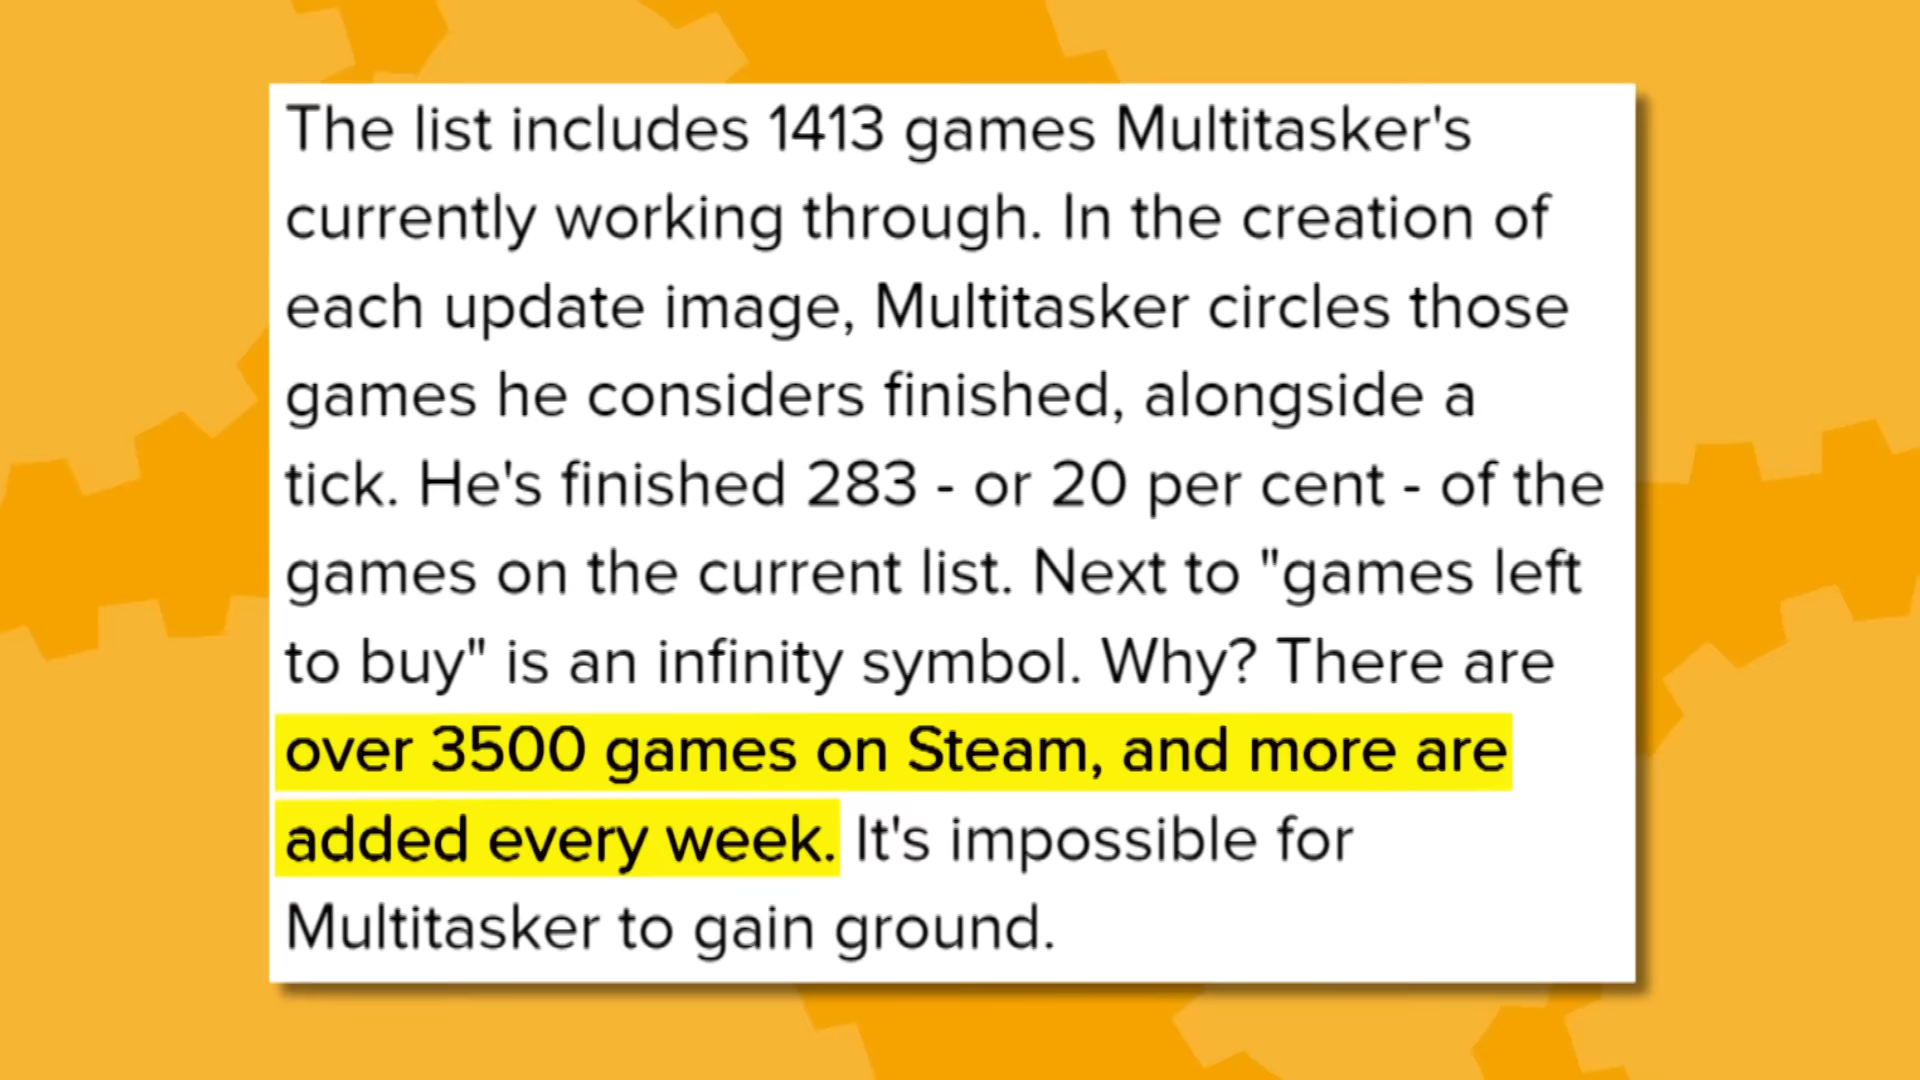 The list includes 1413 games Multitasker's
currently working through. In the creation of
each update image, Multitasker circles those
games he considers finished, alongside a
tick. He's finished 283 - or 20 per cent - of the
games on the current list. Next to "games left
to buy" is an infinity symbol. Why? There are
over 3500 games on Steam, and more are
added every week. It's impossible for
Multitasker to gain ground.